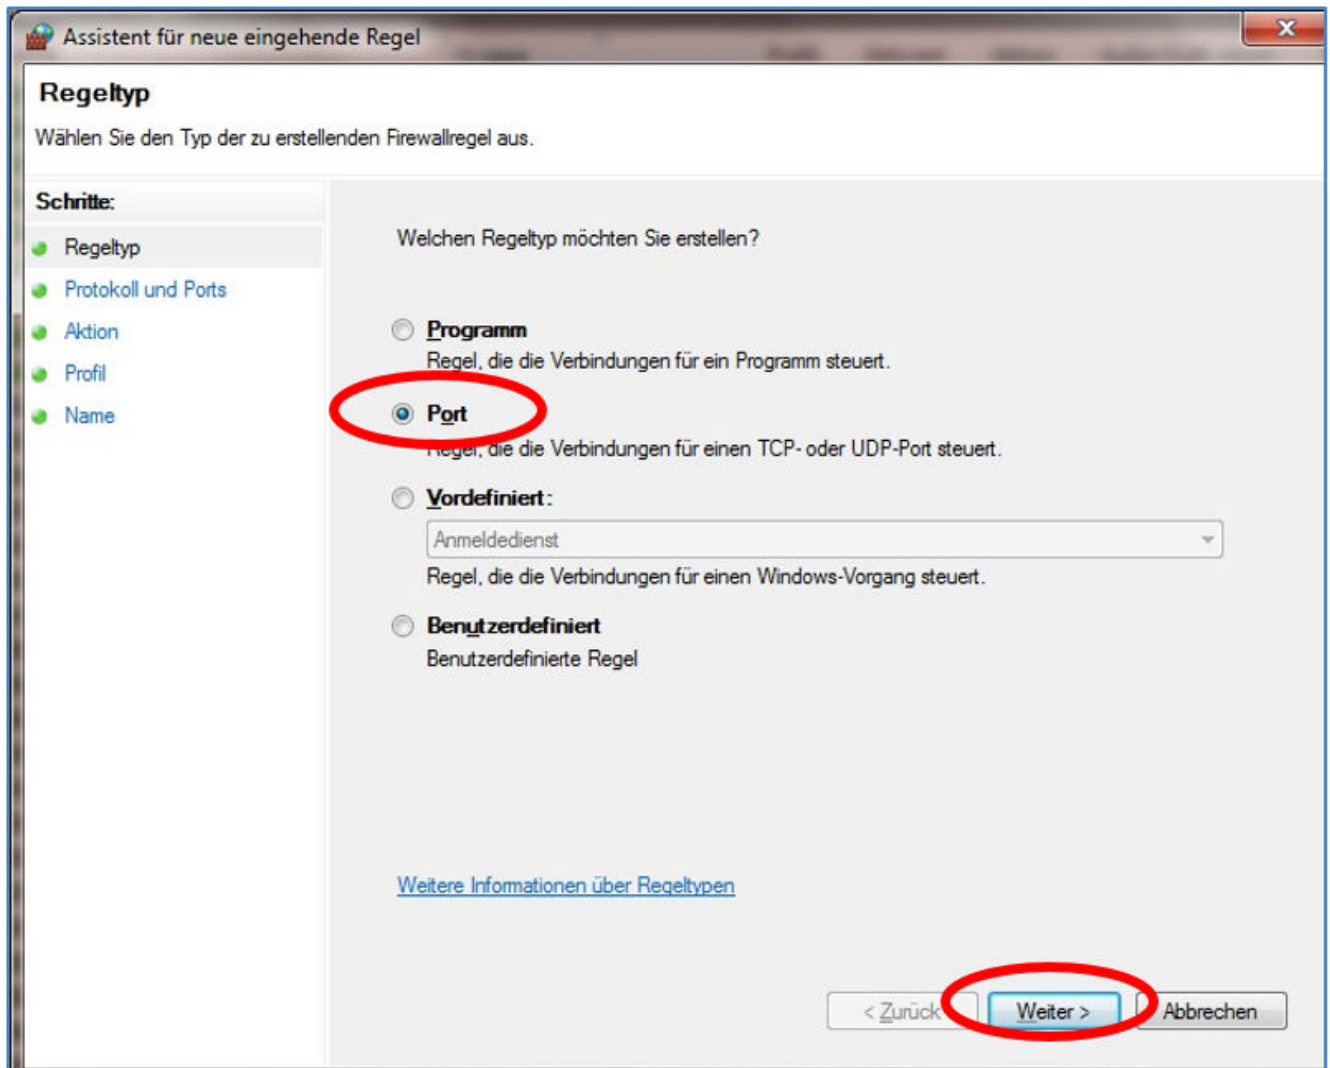 Assistent für neue eingehende Regel
Regeltyp
Wählen Sie den Typ der zu erstellenden Firewallregel aus.
Schritte:
Regeltyp
Protokoll und Ports
Aktion
Profil
Name
Welchen Regeltyp möchten Sie erstellen?
Programm
Regel, die die Verbindungen für ein Programm steuert.
Port
Regel, die die Verbindungen für einen TCP- oder UDP-Port steuert.
Vordefiniert:
Anmeldedienst
Regel, die die Verbindungen für einen Windows-Vorgang steuert.
Benutzerdefiniert
Benutzerdefinierte Regel
Weitere Informationen über Regeltypen
< Zurück
Weiter >
Abbrechen